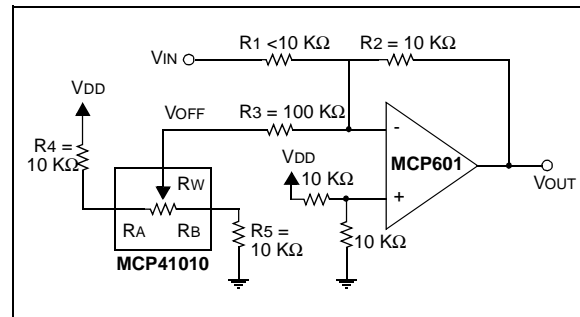 VIN
R1 <10 KΩ
R2 = 10 KΩ
VDD
VOFF
R3 = 100 KΩ
-
R4 =
10 KΩ
VDD
MCP601
10 KΩ
+
VOUT
RW
RA
RB
R5 =
10 KΩ
10 KΩ
MCP41010